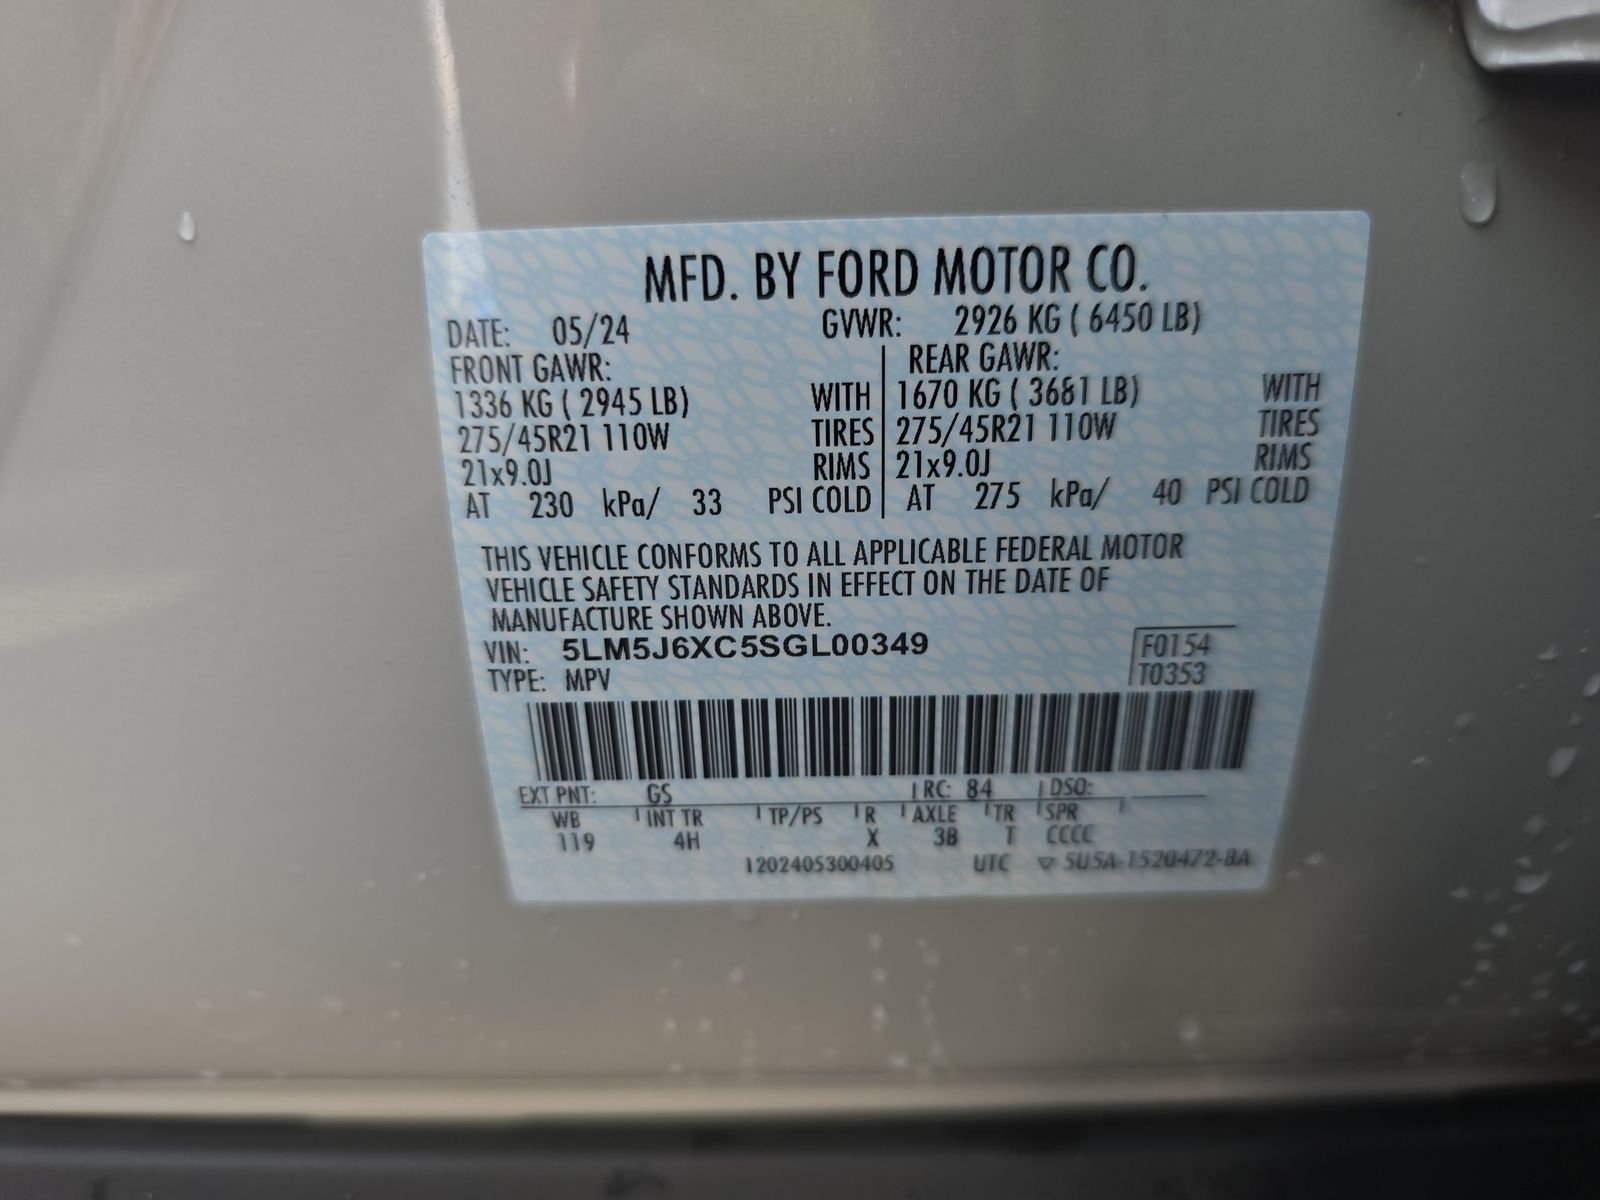 MFD. BY FORD MOTOR CO.
DATE: 05/24 GVWR: 2926 KG ( 6450 LB)
FRONT GAWR: REAR GAWR:
1336 KG ( 2945 LB) WITH 1670 KG ( 3681 LB) WITH
275/45R21 110W TIRES 275/45R21 110W TIRES
21x9.0J RIMS 21x9.0J RIMS
AT 230 kPa/ 33 PSI COLD AT 275 kPa/ 40 PSI COLD
THIS VEHICLE CONFORMS TO ALL APPLICABLE FEDERAL MOTOR
VEHICLE SAFETY STANDARDS IN EFFECT ON THE DATE OF
MANUFACTURE SHOWN ABOVE.
VIN: 5LM5J6XC5SGL00349 F0154
TYPE: MPV T0353
EXT PNT: GS RC: 84 DSO:
WB INT TR TP/PS R AXLE TR SPR
119 4H X 3B T CCCC
1202405300405 UTC ▽ 5U5A-1520472-BA